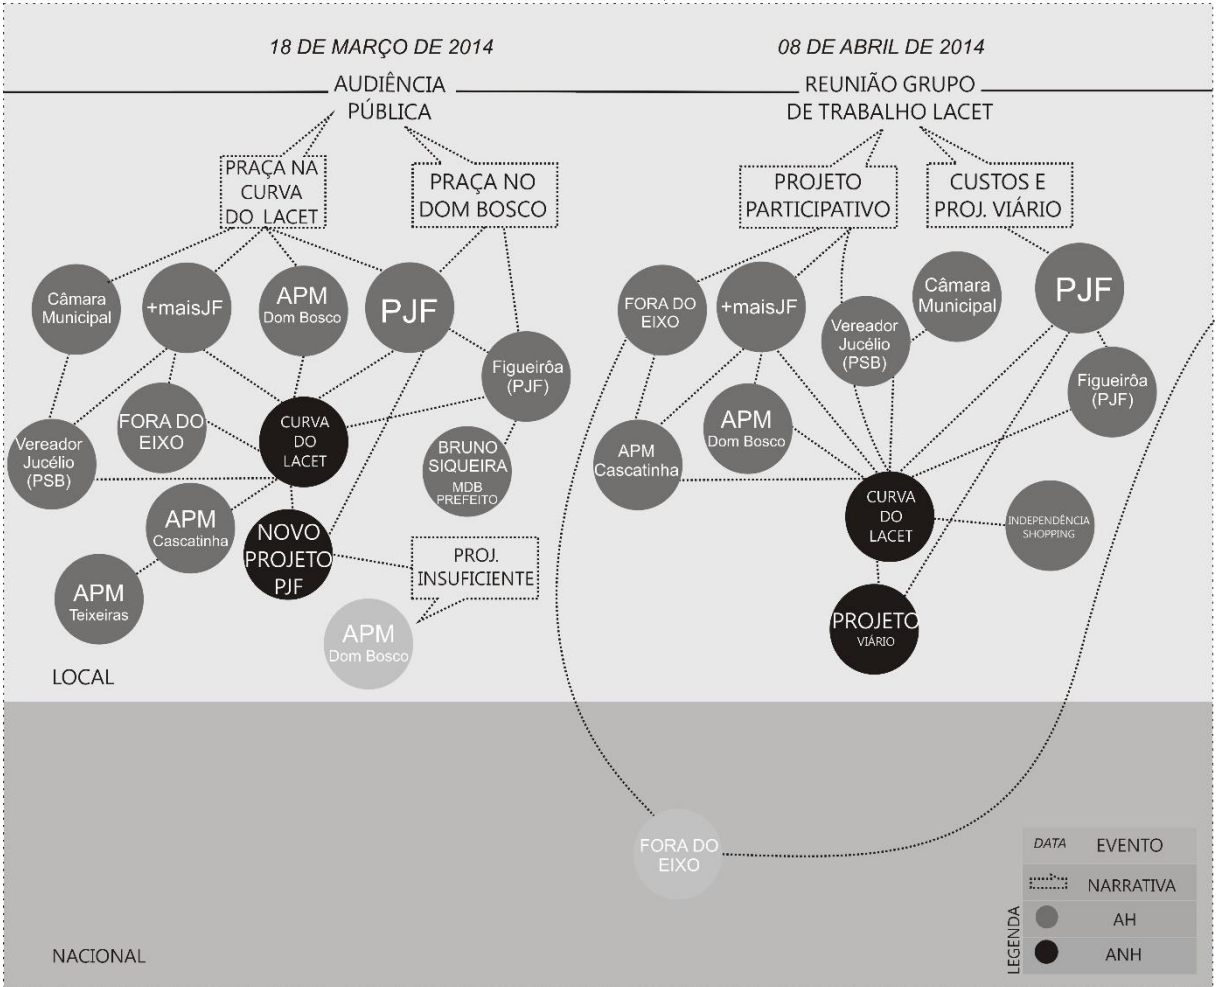 18 DE MARÇO DE 2014
AUDIÊNCIA
PÚBLICA
PRAÇA NA
CURVA
DO LACET
PRAÇA NO
DOM BOSCO
Câmara
Municipal
+maisJF
APM
Dom Bosco
PJF
Figueirôa
(PJF)
FORA DO
EIXO
CURVA
DO
LACET
Vereador
Jucélio
(PSB)
BRUNO
SIQUEIRA
MDB
PREFEITO
APM
Cascatinha
NOVO
PROJETO
PJF
PROJ.
INSUFICIENTE
APM
Teixeiras
APM
Dom Bosco
08 DE ABRIL DE 2014
REUNIÃO GRUPO
DE TRABALHO LACET
PROJETO
PARTICIPATIVO
CUSTOS E
PROJ. VIÁRIO
FORA DO
EIXO
+maisJF
Vereador
Jucélio
(PSB)
Câmara
Municipal
PJF
Figueirôa
(PJF)
APM
Cascatinha
APM
Dom Bosco
CURVA
DO
LACET
INDEPENDÊNCIA
SHOPPING
PROJETO
VIÁRIO
LOCAL
FORA DO
EIXO
NACIONAL
LEGENDA
DATA EVENTO
NARRATIVA
AH
ANH